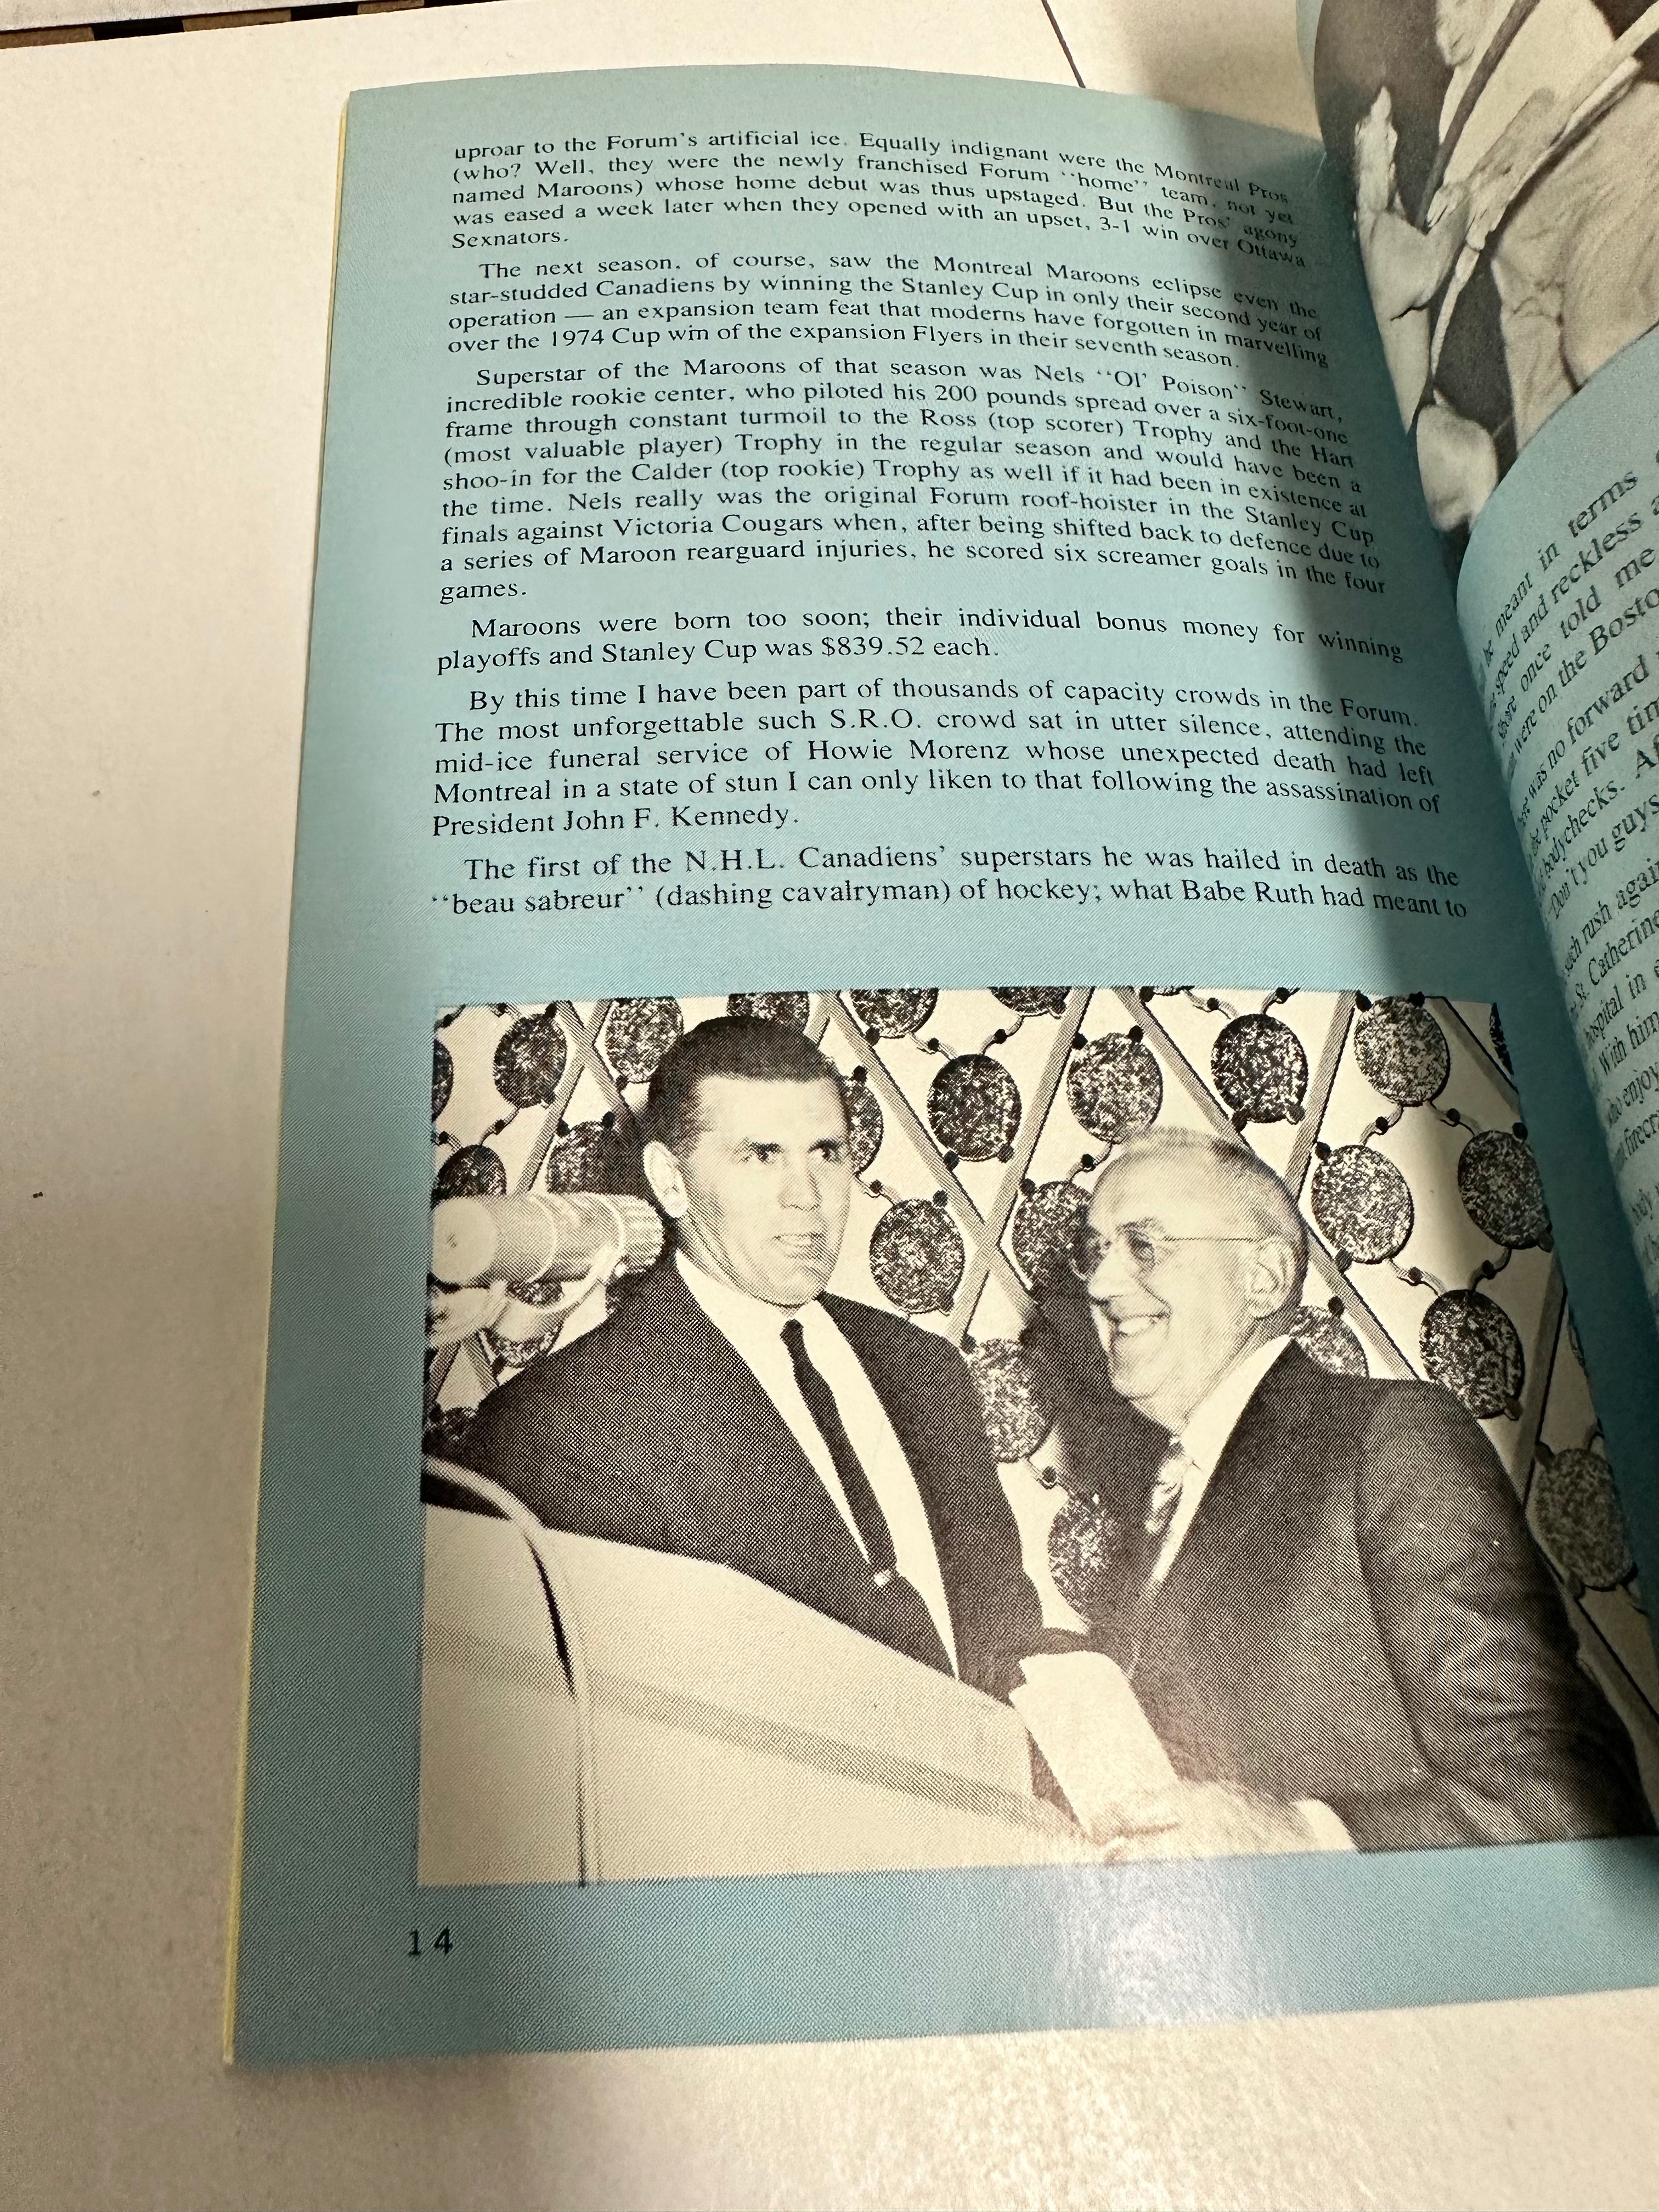 uproar to the Forum's artificial ice. Equally indignant were the Montreal Pros
(who? Well, they were the newly franchised Forum ‘‘home’’ team, not yet
named Maroons) whose home debut was thus upstaged. But the Pros' agony
was eased a week later when they opened with an upset, 3-1 win over Ottawa
Sexnators.
The next season, of course, saw the Montreal Maroons eclipse even the
star-studded Canadiens by winning the Stanley Cup in only their second year of
operation — an expansion team feat that moderns have forgotten in marvelling
over the 1974 Cup win of the expansion Flyers in their seventh season.
Superstar of the Maroons of that season was Nels ‘‘Ol' Poison’’ Stewart,
incredible rookie center, who piloted his 200 pounds spread over a six-foot-one
frame through constant turmoil to the Ross (top scorer) Trophy and the Hart
(most valuable player) Trophy in the regular season and would have been a
shoo-in for the Calder (top rookie) Trophy as well if it had been in existence at
the time. Nels really was the original Forum roof-hoister in the Stanley Cup
finals against Victoria Cougars when, after being shifted back to defence due to
a series of Maroon rearguard injuries, he scored six screamer goals in the four
games.
Maroons were born too soon; their individual bonus money for winning
playoffs and Stanley Cup was $839.52 each.
By this time I have been part of thousands of capacity crowds in the Forum.
The most unforgettable such S.R.O. crowd sat in utter silence, attending the
mid-ice funeral service of Howie Morenz whose unexpected death had left
Montreal in a state of stun I can only liken to that following the assassination of
President John F. Kennedy.
The first of the N.H.L. Canadiens' superstars he was hailed in death as the
‘‘beau sabreur’’ (dashing cavalryman) of hockey; what Babe Ruth had meant to
14
meant in terms
speed and reckless
once told me
were on the Bosto
was no forward
pocket five tim
bodychecks. Af
‘‘Don't you guys
such rush again
St. Catherine
hospital in
With him
who enjoy